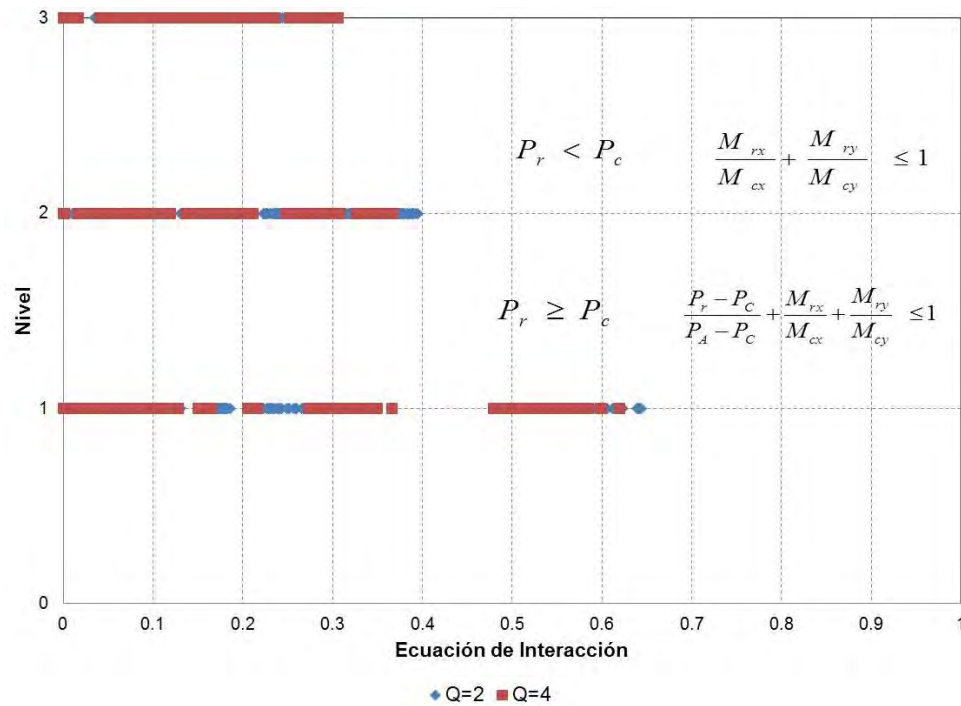 3
P_r < P_c
M_rx / M_cx + M_ry / M_cy ≤ 1
2
Nivel
P_r ≥ P_c
P_r − P_C / P_A − P_C + M_rx / M_cx + M_ry / M_cy ≤ 1
1
0
0 0.1 0.2 0.3 0.4 0.5 0.6 0.7 0.8 0.9 1
Ecuación de Interacción
Q=2 Q=4